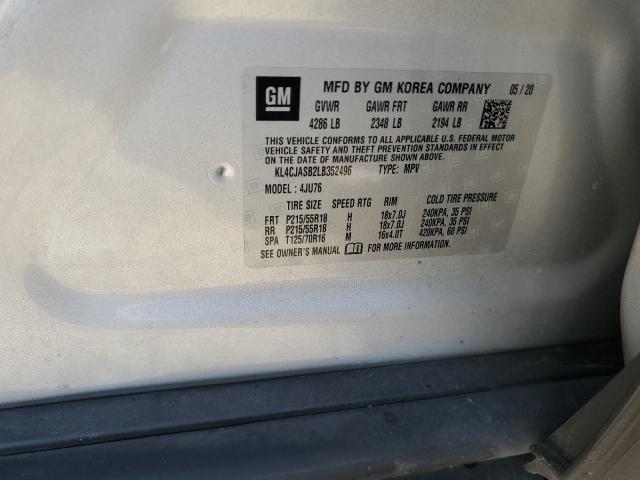 GM
MFD BY GM KOREA COMPANY 05/20
GVWR GAWR FRT GAWR RR
4286 LB 2348 LB 2194 LB
THIS VEHICLE CONFORMS TO ALL APPLICABLE U.S. FEDERAL MOTOR
VEHICLE SAFETY AND THEFT PREVENTION STANDARDS IN EFFECT ON
THE DATE OF MANUFACTURE SHOWN ABOVE.
KL4CJASB2LB352496 TYPE: MPV
MODEL: 4JU76
TIRE SIZE SPEED RTG RIM COLD TIRE PRESSURE
FRT P215/55R18 H 18x7.0J 240KPA, 35 PSI
RR P215/55R18 H 18x7.0J 240KPA, 35 PSI
SPA T125/70R16 M 16x4.0T 420KPA, 60 PSI
SEE OWNER'S MANUAL FOR MORE INFORMATION.